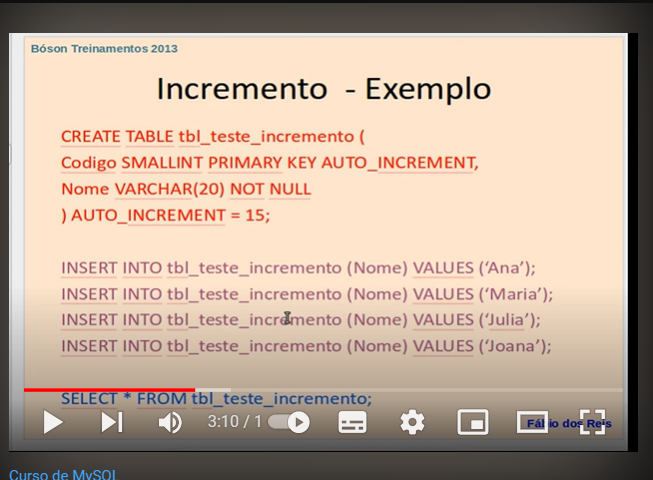 Bóson Treinamentos 2013
Incremento - Exemplo
CREATE TABLE tbl_teste_incremento (
Codigo SMALLINT PRIMARY KEY AUTO_INCREMENT,
Nome VARCHAR(20) NOT NULL
) AUTO_INCREMENT = 15;
INSERT INTO tbl_teste_incremento (Nome) VALUES (‘Ana’);
INSERT INTO tbl_teste_incremento (Nome) VALUES (‘Maria’);
INSERT INTO tbl_teste_incremento (Nome) VALUES (‘Julia’);
INSERT INTO tbl_teste_incremento (Nome) VALUES (‘Joana’);
SELECT * FROM tbl_teste_incremento;
3:10 / 1
Fábio dos Reis
Curso de MySQL